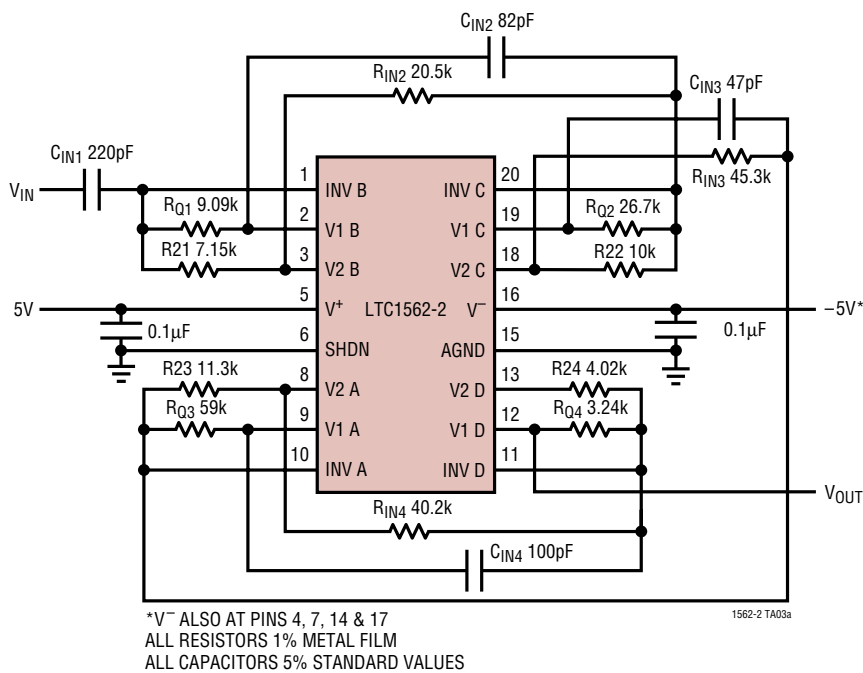 CIN2 82pF
RIN2 20.5k
CIN3 47pF
CIN1 220pF
RIN3 45.3k
VIN
1
INV B
INV C
20
RQ1 9.09k
2
V1 B
V1 C
19
RQ2 26.7k
R21 7.15k
3
V2 B
V2 C
18
R22 10k
5V
5
V+
LTC1562-2
V–
16
–5V*
0.1µF
6
SHDN
AGND
15
0.1µF
R23 11.3k
8
V2 A
V2 D
13
R24 4.02k
RQ3 59k
9
V1 A
V1 D
12
RQ4 3.24k
10
INV A
INV D
11
VOUT
RIN4 40.2k
CIN4 100pF
*V– ALSO AT PINS 4, 7, 14 & 17
1562-2 TA03a
ALL RESISTORS 1% METAL FILM
ALL CAPACITORS 5% STANDARD VALUES